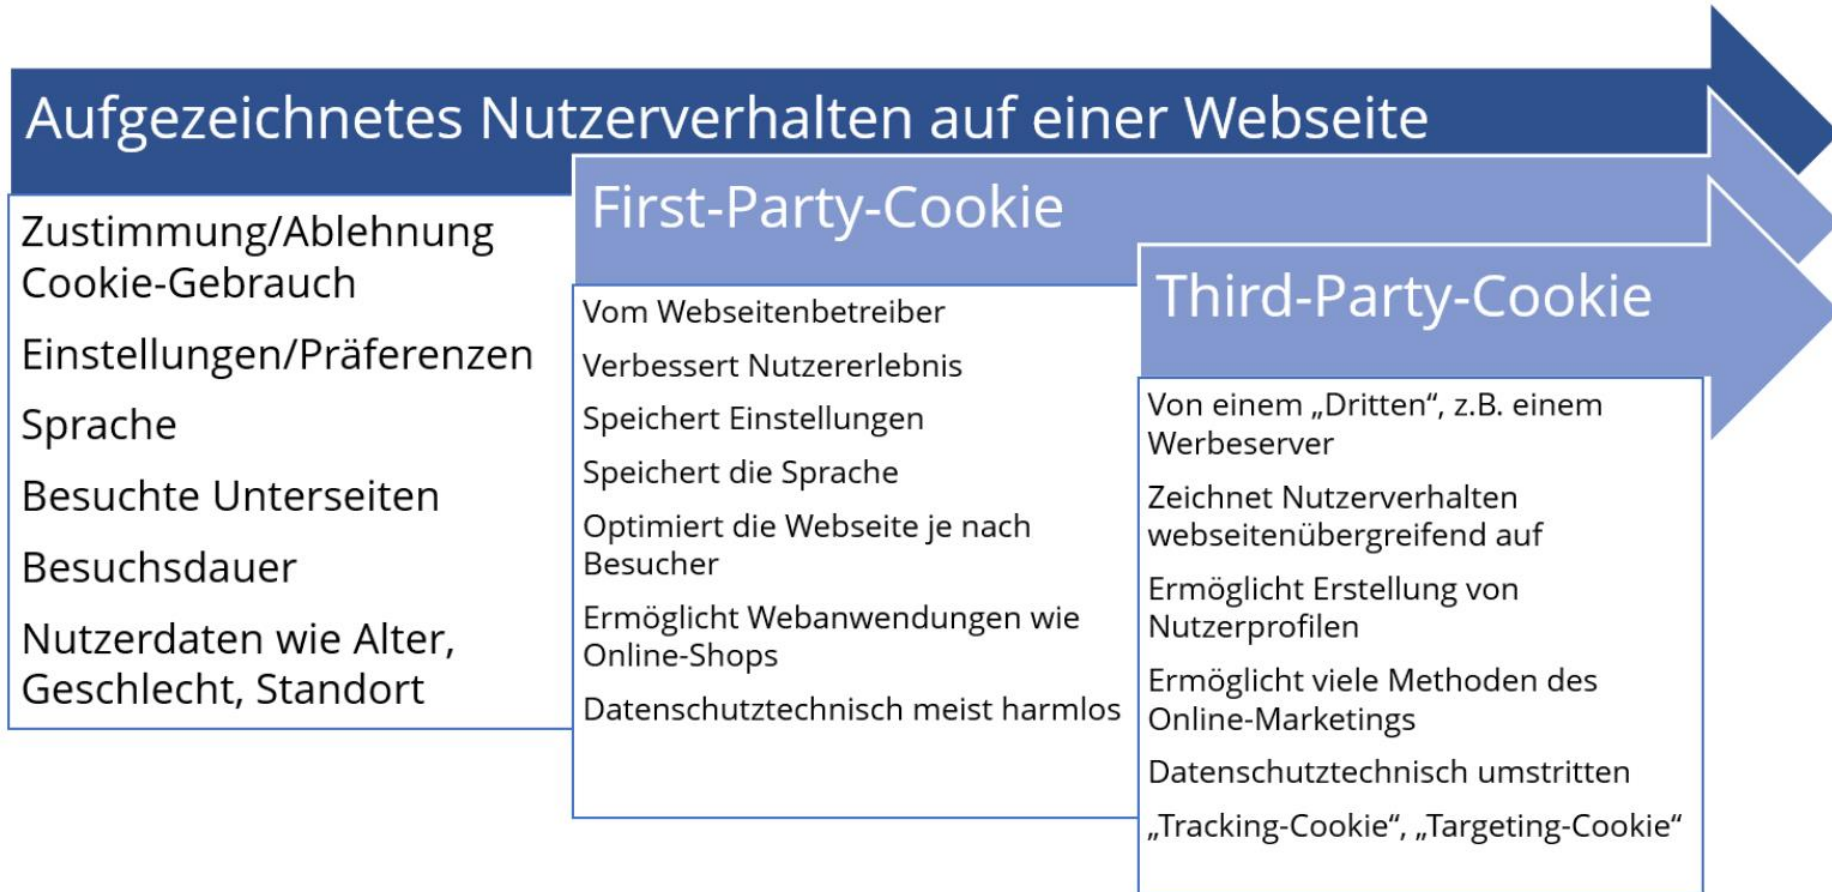 Aufgezeichnetes Nutzerverhalten auf einer Webseite
Zustimmung/Ablehnung
Cookie-Gebrauch
Einstellungen/Präferenzen
Sprache
Besuchte Unterseiten
Besuchsdauer
Nutzerdaten wie Alter,
Geschlecht, Standort
First-Party-Cookie
Vom Webseitenbetreiber
Verbessert Nutzererlebnis
Speichert Einstellungen
Speichert die Sprache
Optimiert die Webseite je nach
Besucher
Ermöglicht Webanwendungen wie
Online-Shops
Datenschutztechnisch meist harmlos
Third-Party-Cookie
Von einem „Dritten“, z.B. einem
Werbeserver
Zeichnet Nutzerverhalten
webseitenübergreifend auf
Ermöglicht Erstellung von
Nutzerprofilen
Ermöglicht viele Methoden des
Online-Marketings
Datenschutztechnisch umstritten
„Tracking-Cookie“, „Targeting-Cookie“